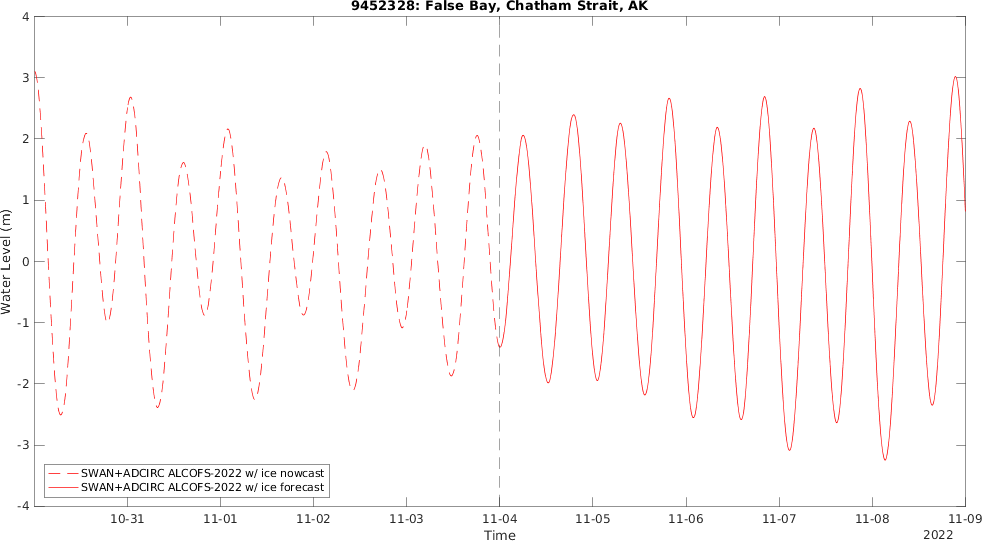 9452328: False Bay, Chatham Strait, AK
4
3
2
1
0
-1
-2
-3
-4
Water Level (m)
SWAN+ADCIRC ALCOFS-2022 w/ ice nowcast
SWAN+ADCIRC ALCOFS-2022 w/ ice forecast
10-31 11-01 11-02 11-03 11-04 11-05 11-06 11-07 11-08 11-09
Time
2022